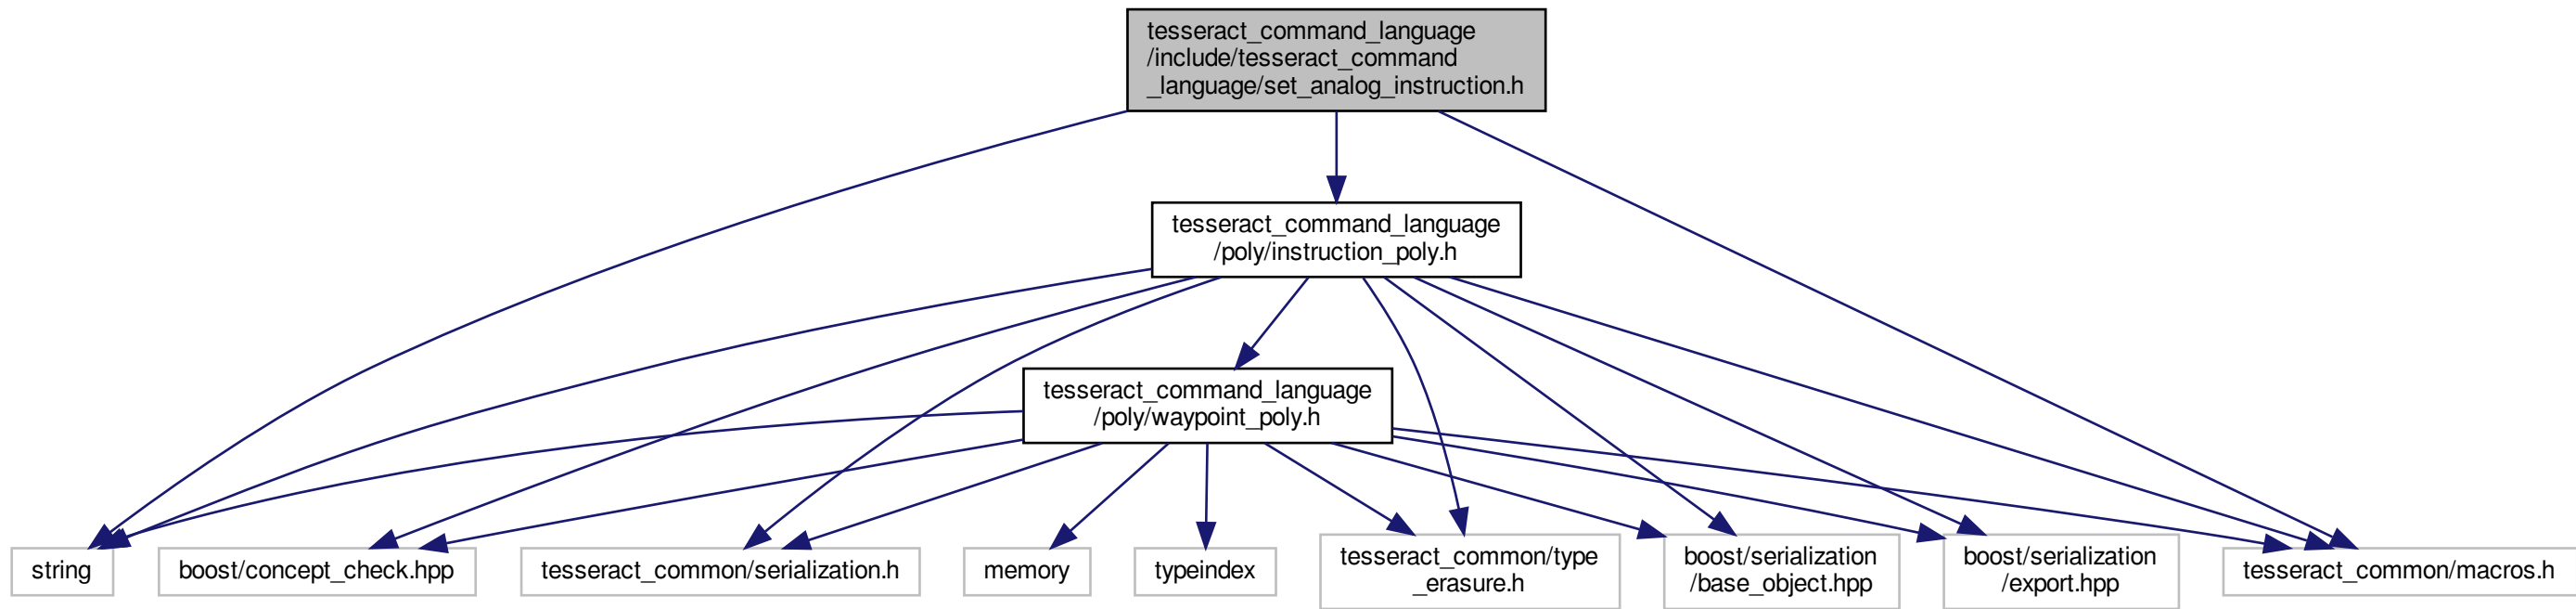 tesseract_command_language
/include/tesseract_command
_language/set_analog_instruction.h
tesseract_command_language
/poly/instruction_poly.h
tesseract_command_language
/poly/waypoint_poly.h
string
boost/concept_check.hpp
tesseract_common/serialization.h
memory
typeindex
tesseract_common/type
_erasure.h
boost/serialization
/base_object.hpp
boost/serialization
/export.hpp
tesseract_common/macros.h